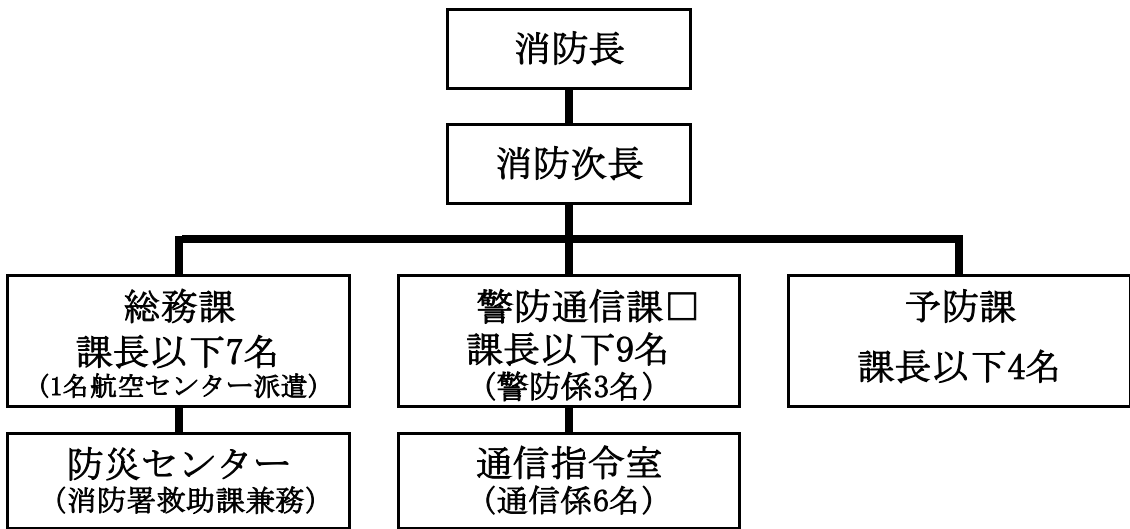 消防長
消防次長
総務課
課長以下7名
(1名航空センター派遣)
警防通信課□
課長以下9名
(警防係3名)
予防課
課長以下4名
防災センター
(消防署救助課兼務)
通信指令室
(通信係6名)